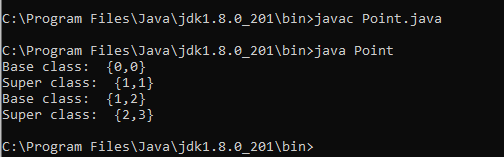 C:\Program Files\Java\jdk1.8.0_201\bin>javac Point.java
C:\Program Files\Java\jdk1.8.0_201\bin>java Point
Base class:  {0,0}
Super class:  {1,1}
Base class:  {1,2}
Super class:  {2,3}
C:\Program Files\Java\jdk1.8.0_201\bin>